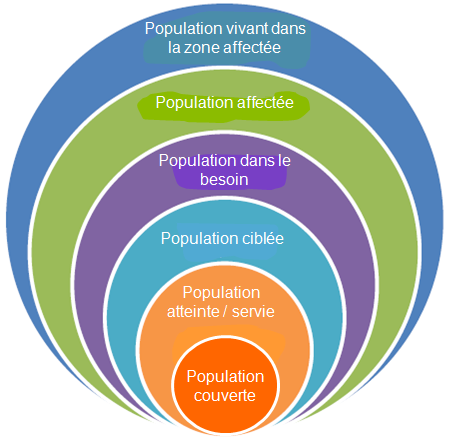 Population vivant dans
la zone affectée
Population affectée
Population dans le
besoin
Population ciblée
Population
atteinte / servie
Population
couverte